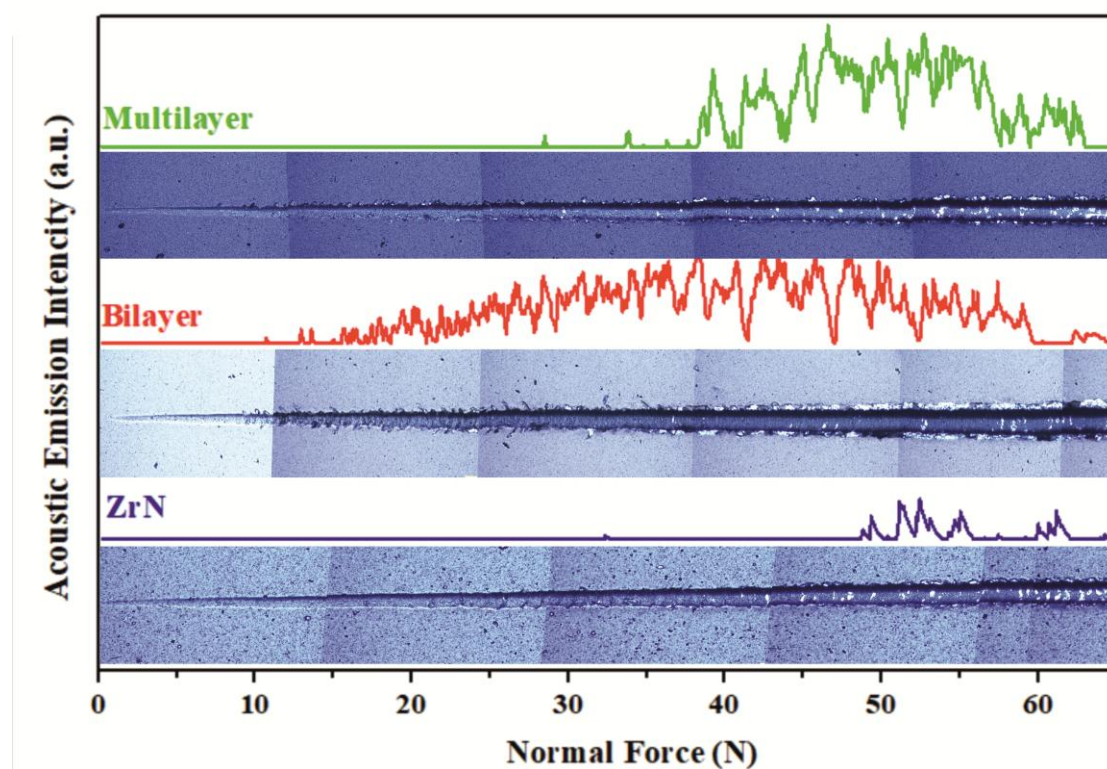 Acoustic Emission Intencity (a.u.)
Multilayer
Bilayer
ZrN
0 10 20 30 40 50 60
Normal Force (N)